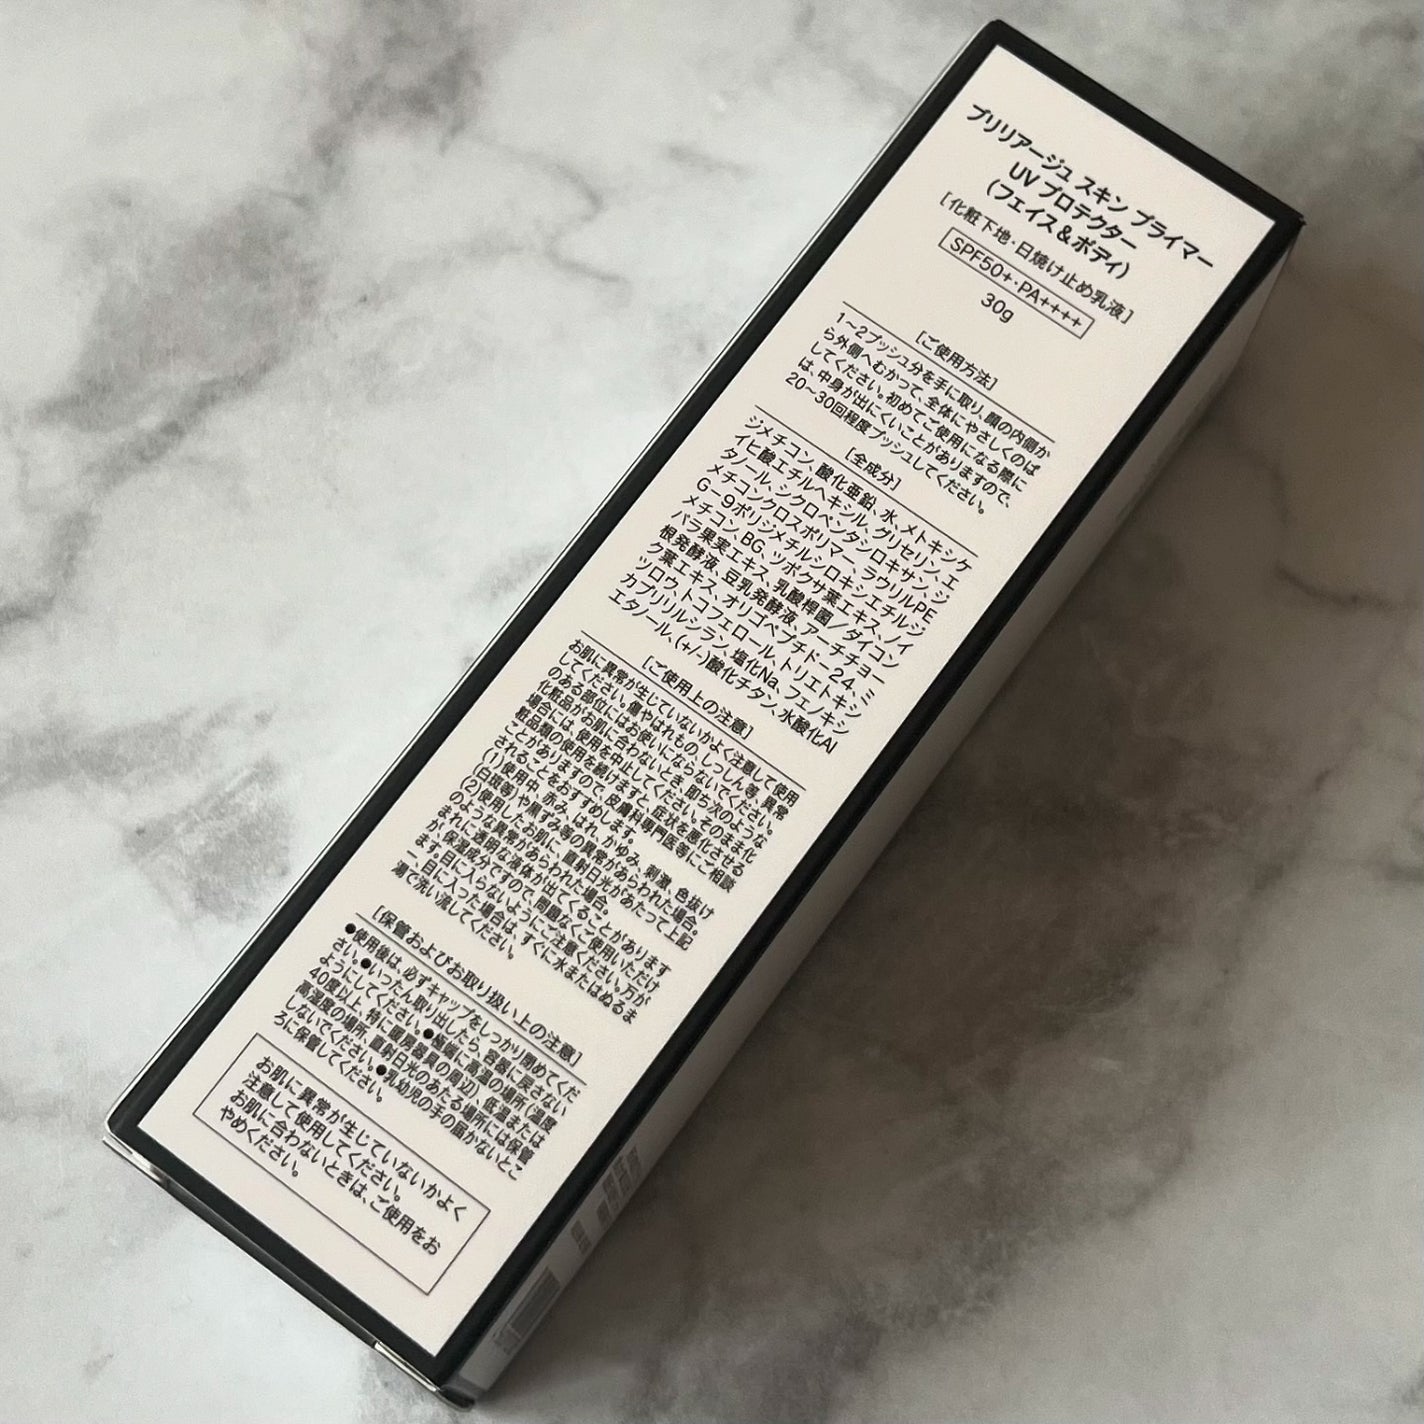 ブリリアージュ スキン プライマー
UV プロテクター
（フェイス＆ボディ）
［化粧下地・日焼け止め乳液］
SPF50+・PA++++
30g
［ご使用方法］
1〜2プッシュ分を手に取り、顔の内側か
ら外側へむかって、全体にやさしくのば
してください。初めてご使用になる際に
は、中身が出にくいことがありますので、
20〜30回程度プッシュしてください。
［全成分］
ジメチコン、酸化亜鉛、水、メトキシケ
イヒ酸エチルヘキシル、グリセリン、エ
タノール、シクロペンタシロキサン、ジ
メチコンクロスポリマー、ラウリルPE
G−9ポリジメチルシロキシエチルジ
メチコン、BG、ツボクサ葉エキス、ノイ
バラ果実エキス、乳酸桿菌／ダイコン
根発酵液、豆乳発酵液、アーチチョー
ク葉エキス、オリゴペプチド−24、ミ
ツロウ、トコフェロール、トリエトキシ
カプリリルシラン、塩化Na、フェノキシ
エタノール、(+/-)酸化チタン、水酸化Al
［ご使用上の注意］
お肌に異常が生じていないかよく注意して使用
してください。傷やはれもの、しっしん等、異常
のある部位にはお使いにならないでください。
化粧品がお肌に合わないとき、即ち次のような
場合には、使用を中止してください。そのまま化
粧品類の使用を続けますと、症状を悪化させる
ことがありますので、皮膚科専門医等にご相談
されることをおすすめします。
(1)使用中、赤み、はれ、かゆみ、刺激、色抜け
(白斑等)や黒ずみ等の異常があらわれた場合。
(2)使用したお肌に、直射日光があたって上記
のような異常があらわれた場合。
まれに透明な液体が出てくることがあります
が、保湿成分ですので、問題なくご使用いただけ
ます。目に入らないようにご注意ください。万が
一、目に入った場合は、すぐに水またはぬるま
湯で洗い流してください。
［保管およびお取り扱い上の注意］
●使用後は、必ずキャップをしっかり閉めてくだ
さい。●いったん取り出したら、容器に戻さない
ようにしてください。●極端に高温の場所（温度
40度以上、特に暖房器具の周辺）、低温または
高湿度の場所、直射日光のあたる場所には保管
しないでください。●乳幼児の手の届かないとこ
ろに保管してください。
お肌に異常が生じていないかよく
注意して使用してください。
お肌に合わないときは、ご使用をお
やめください。